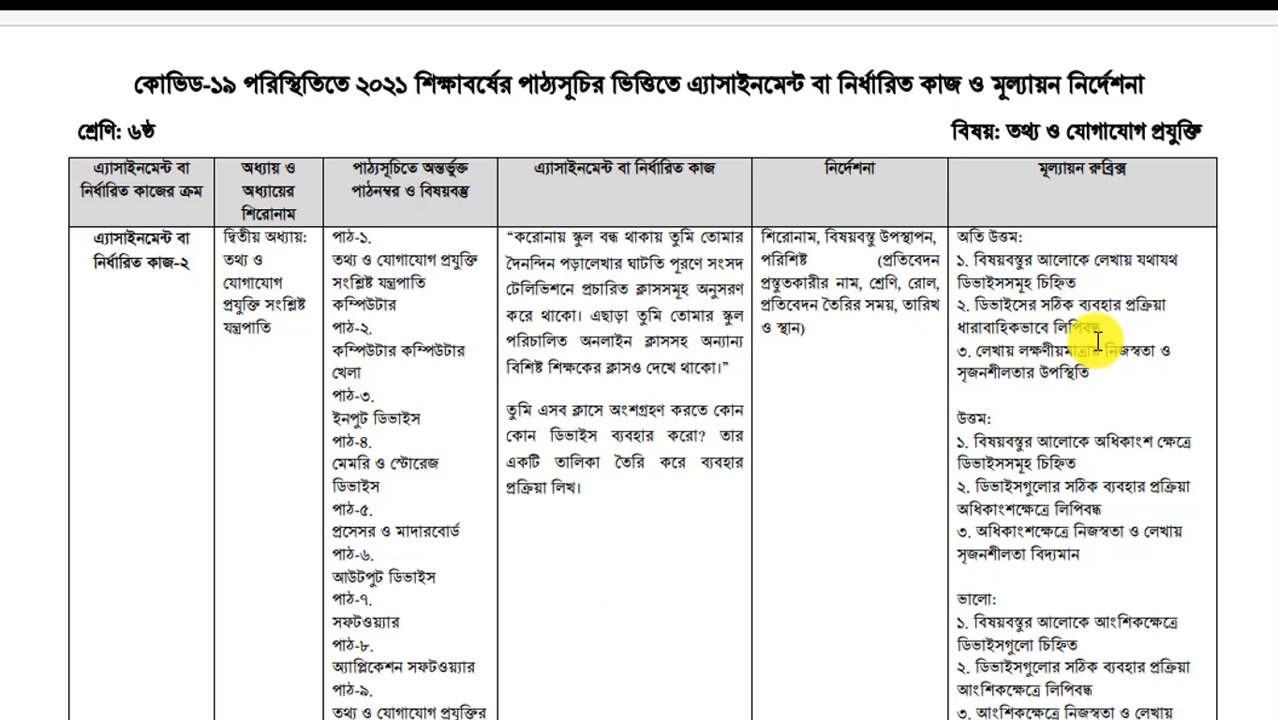 কোভিড-১৯ পরিস্থিতিতে ২০২১ শিক্ষাবর্ষের পাঠ্যসূচির ভিত্তিতে এ্যাসাইনমেন্ট বা নির্ধারিত কাজ ও মূল্যায়ন নির্দেশনা
শ্রেণি: ৬ষ্ঠ
বিষয়: তথ্য ও যোগাযোগ প্রযুক্তি
এ্যাসাইনমেন্ট বা
নির্ধারিত কাজের ক্রম
অধ্যায় ও
অধ্যায়ের
শিরোনাম
পাঠ্যসূচিতে অন্তর্ভুক্ত
পাঠনম্বর ও বিষয়বস্তু
এ্যাসাইনমেন্ট বা নির্ধারিত কাজ
নির্দেশনা
মূল্যায়ন রুব্রিক্স
এ্যাসাইনমেন্ট বা
নির্ধারিত কাজ-২
দ্বিতীয় অধ্যায়:
তথ্য ও
যোগাযোগ
প্রযুক্তি সংশ্লিষ্ট
যন্ত্রপাতি
পাঠ-১.
তথ্য ও যোগাযোগ প্রযুক্তি
সংশ্লিষ্ট যন্ত্রপাতি
কম্পিউটার
পাঠ-২.
কম্পিউটার কম্পিউটার
খেলা
পাঠ-৩.
ইনপুট ডিভাইস
পাঠ-৪.
মেমরি ও স্টোরেজ
ডিভাইস
পাঠ-৫.
প্রসেসর ও মাদারবোর্ড
পাঠ-৬.
আউটপুট ডিভাইস
পাঠ-৭.
সফটওয়্যার
পাঠ-৮.
অ্যাপ্লিকেশন সফটওয়্যার
পাঠ-৯.
তথ্য ও যোগাযোগ প্রযুক্তির
“করোনায় স্কুল বন্ধ থাকায় তুমি তোমার
দৈনন্দিন পড়ালেখার ঘাটতি পূরণে সংসদ
টেলিভিশনে প্রচারিত ক্লাসসমূহ অনুসরণ
করে থাকো। এছাড়া তুমি তোমার স্কুল
পরিচালিত অনলাইন ক্লাসসহ অন্যান্য
বিশিষ্ট শিক্ষকের ক্লাসও দেখে থাকো।”
তুমি এসব ক্লাসে অংশগ্রহণ করতে কোন
কোন ডিভাইস ব্যবহার করো? তার
একটি তালিকা তৈরি করে ব্যবহার
প্রক্রিয়া লিখ।
শিরোনাম, বিষয়বস্তু উপস্থাপন,
পরিশিষ্ট (প্রতিবেদন
প্রস্তুতকারীর নাম, শ্রেণি, রোল,
প্রতিবেদন তৈরির সময়, তারিখ
ও স্থান)
অতি উত্তম:
১. বিষয়বস্তুর আলোকে লেখায় যথাযথ
ডিভাইসসমূহ চিহ্নিত
২. ডিভাইসের সঠিক ব্যবহার প্রক্রিয়া
ধারাবাহিকভাবে লিপিবদ্ধ
৩. লেখায় লক্ষণীয়মাত্রায় নিজস্বতা ও
সৃজনশীলতার উপস্থিতি
উত্তম:
১. বিষয়বস্তুর আলোকে অধিকাংশ ক্ষেত্রে
ডিভাইসসমূহ চিহ্নিত
২. ডিভাইসগুলোর সঠিক ব্যবহার প্রক্রিয়া
অধিকাংশক্ষেত্রে লিপিবদ্ধ
৩. অধিকাংশক্ষেত্রে নিজস্বতা ও লেখায়
সৃজনশীলতা বিদ্যমান
ভালো:
১. বিষয়বস্তুর আলোকে আংশিকক্ষেত্রে
ডিভাইসগুলো চিহ্নিত
২. ডিভাইসগুলোর সঠিক ব্যবহার প্রক্রিয়া
আংশিকক্ষেত্রে লিপিবদ্ধ
৩. আংশিকক্ষেত্রে নিজস্বতা ও লেখায়